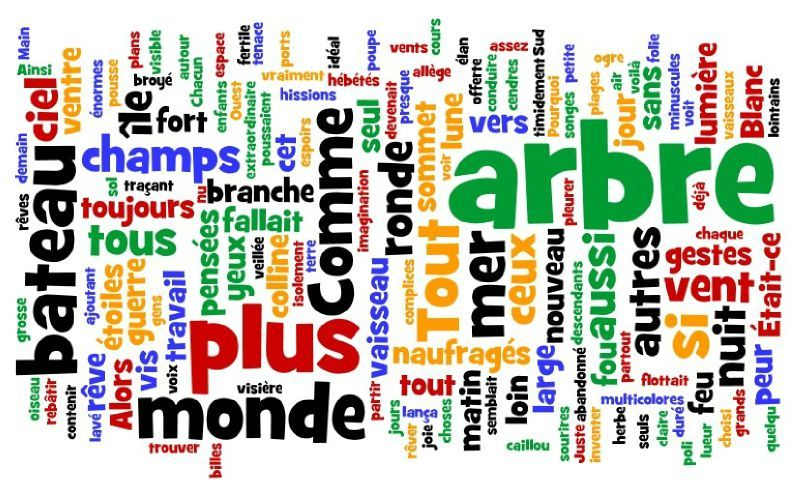 Main
Ainsi
ciel
ventre
énormes
pousse
plans
broyé
visible
autour
chacun
espace
Ouest
fertile
tenace
ports
vraiment
idéal
hébétés
poupe
vents
allège
cours
élan
assez
offerte
conduire
cendres
timidement
Sud
Pourquoi
songes
petite
ogre
plages
air
voilà
folie
sans
jour
minuscules
voit
lumière
vaisseaux
Blanc
lointains
île
fort
enfants
extraordinaire
poussaient
hissions
cet
espoirs
seul
devenait
presque
Tout
sommet
lune
voir
vers
demain
rêves
bateau
champs
sol
traçant
nu
branche
toujours
tous
pensées
fallait
yeux
veillée
colline
isolement
terre
Comme
imagination
ronde
arbre
pleurer
déjà
grosse
ajoutant
étoiles
guerre
gens
travail
plus
vaisseau
complices
mer
ceux
nouveau
descendants
aussi
fou
autres
partout
chaque
gestes
vent
Était-ce
si
nuit
naufragés
oiseau
rebâtir
contenir
lavé
rêve
Alors
vis
voix
visière
monde
trouver
billes
partir
tout
jours
rêver
lança
joie
choses
matin
semblait
loin
large
abandonné
Juste
caillou
sourires
inventer
flottait
multicolores
herbe
seuls
claire
duré
poli
feu
lueur
choisi
grands
peur
quelqu